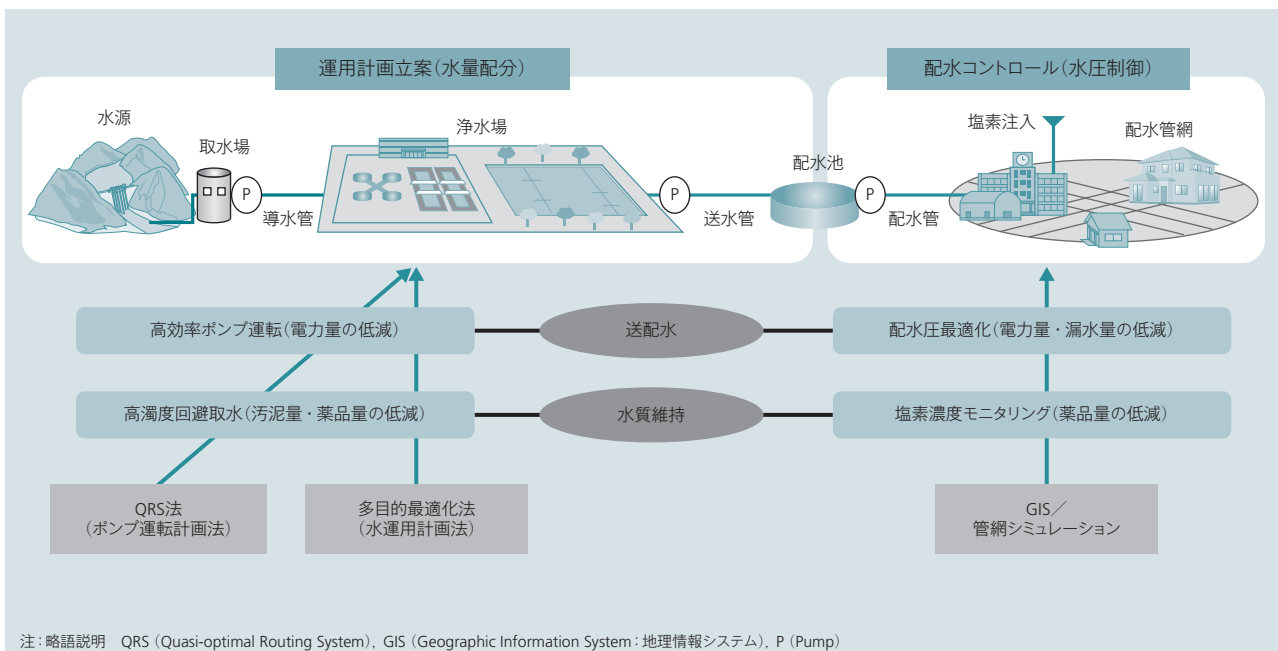 運用計画立案(水量配分)
配水コントロール(水圧制御)
水源
取水場
P
導水管
浄水場
P
送水管
配水池
P
配水管
塩素注入
配水管網
高効率ポンプ運転(電力量の低減)
送配水
配水圧最適化(電力量・漏水量の低減)
高濁度回避取水(汚泥量・薬品量の低減)
水質維持
塩素濃度モニタリング(薬品量の低減)
QRS法
(ポンプ運転計画法)
多目的最適化法
(水運用計画法)
GIS/
管網シミュレーション
注:略語説明 QRS(Quasi-optimal Routing System),GIS(Geographic Information System:地理情報システム),P(Pump)